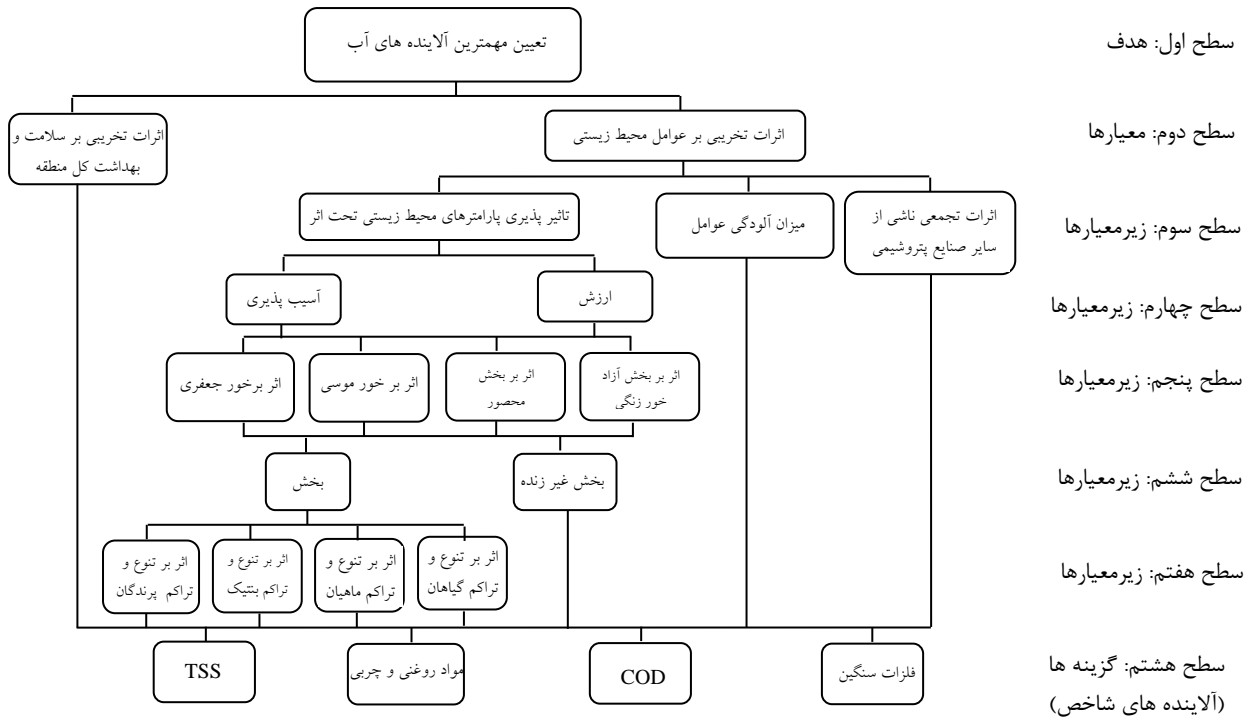 تعیین مهمترین آلاینده های آب
سطح اول: هدف
اثرات تخریبی بر عوامل محیط زیستی
اثرات تخریبی بر سلامت و
بهداشت کل منطقه
سطح دوم: معیارها
اثرات تجمعی ناشی از
سایر صنایع پتروشیمی
میزان آلودگی عوامل
تاثیر پذیری پارامترهای محیط زیستی تحت اثر
سطح سوم: زیرمعیارها
ارزش
آسیب پذیری
سطح چهارم: زیرمعیارها
اثر بر بخش آزاد
خور زنگی
اثر بر بخش
محصور
اثر بر خور موسی
اثر برخور جعفری
سطح پنجم: زیرمعیارها
بخش غیر زنده
بخش
سطح ششم: زیرمعیارها
اثر بر تنوع و
تراکم گیاهان
اثر بر تنوع و
تراکم ماهیان
اثر بر تنوع و
تراکم بنتیک
اثر بر تنوع و
تراکم پرندگان
سطح هفتم: زیرمعیارها
فلزات سنگین
COD
مواد روغنی و چربی
TSS
سطح هشتم: گزینه ها
(آلاینده های شاخص)